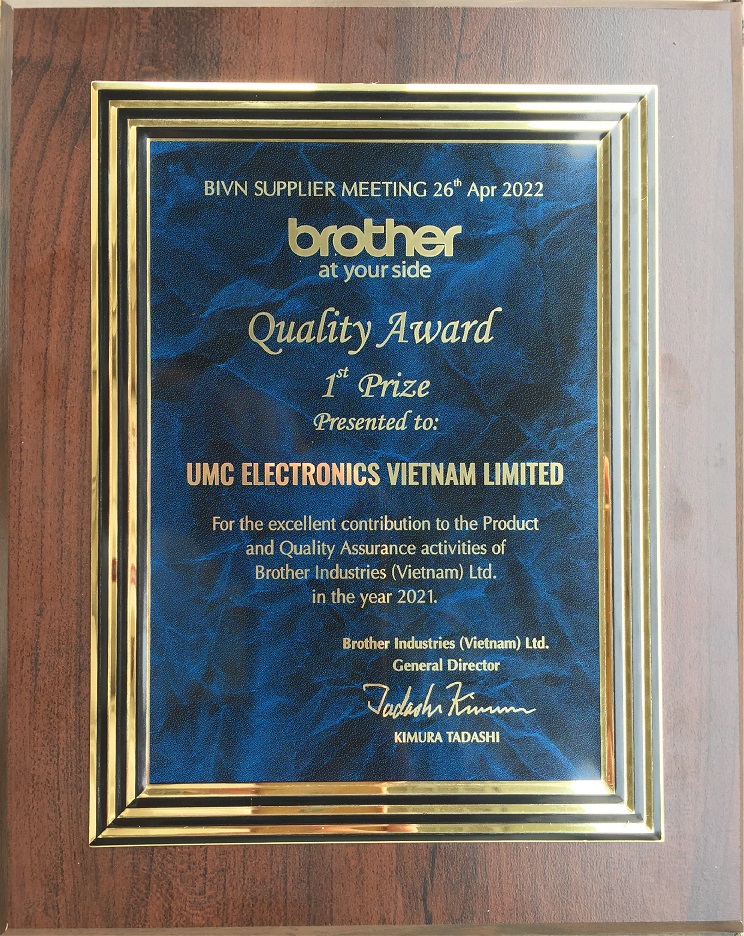 BIVN SUPPLIER MEETING 26th Apr 2022
brother
at your side
Quality Award
1st Prize
Presented to:
UMC ELECTRONICS VIETNAM LIMITED
For the excellent contribution to the Product
and Quality Assurance activities of
Brother Industries (Vietnam) Ltd.
in the year 2021.
Brother Industries (Vietnam) Ltd.
General Director
Tadashi Kimura
KIMURA TADASHI